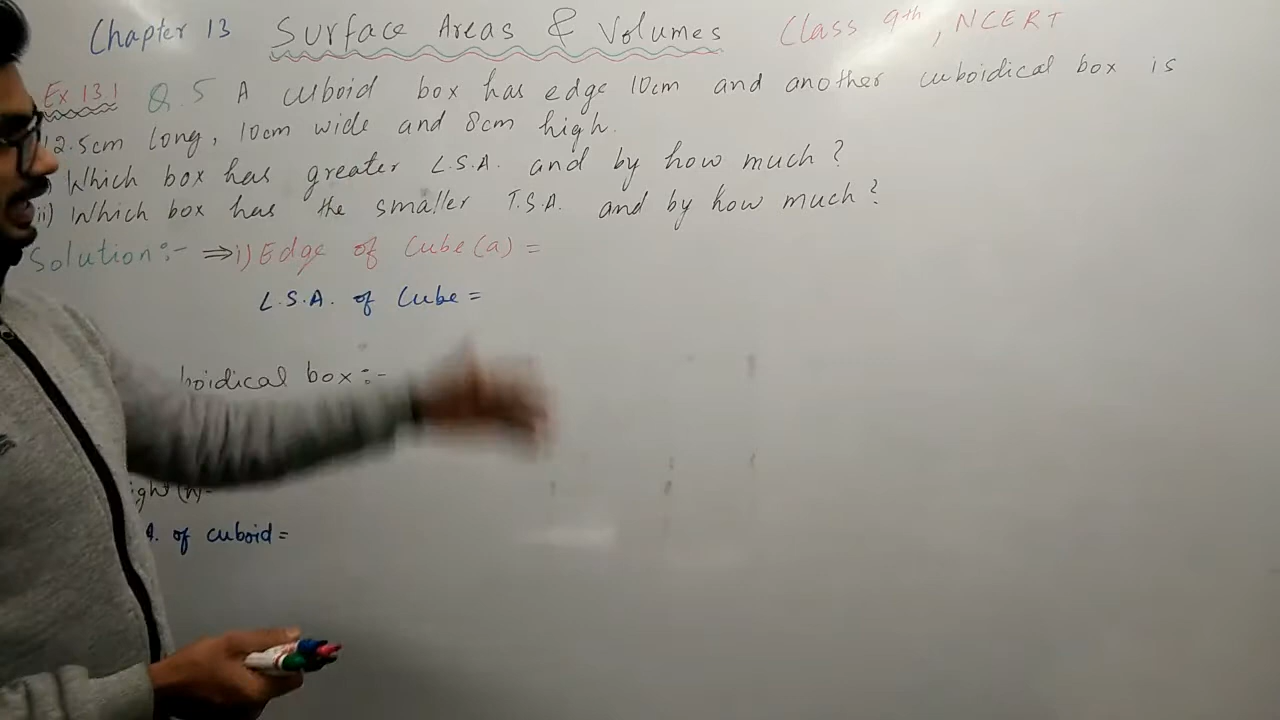 Chapter 13 Surface Areas & Volumes Class 9th, NCERT
Ex 13.1 Q.5 A cuboid box has edge 10cm and another cuboidical box is
12.5cm long, 10cm wide and 8cm high.
Which box has greater L.S.A. and by how much?
ii) Which box has the smaller T.S.A. and by how much?
Solution:- ⇒ i) Edge of Cube(a) =
L.S.A. of Cube =
boidical box:-
ight (h)=
A. of cuboid=